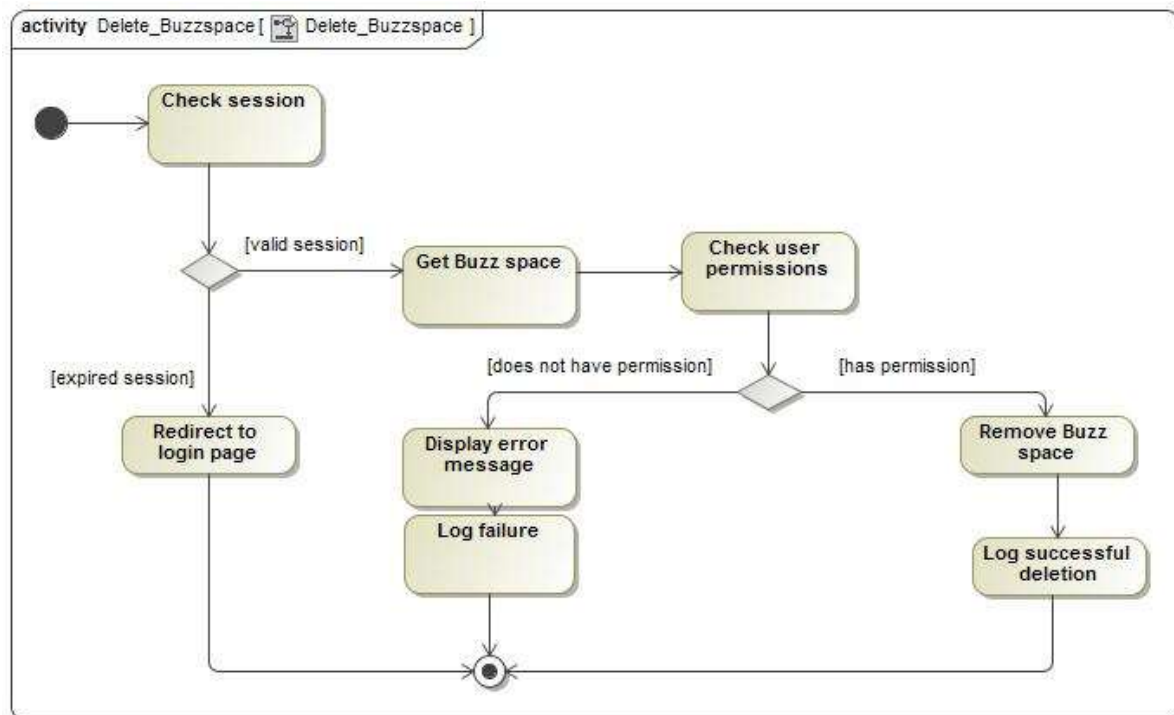 activity Delete_Buzzspace [ Delete_Buzzspace ]
Check session
[valid session]
Get Buzz space
Check user
permissions
[expired session]
[does not have permission]
[has permission]
Redirect to
login page
Display error
message
Remove Buzz
space
Log failure
Log successful
deletion